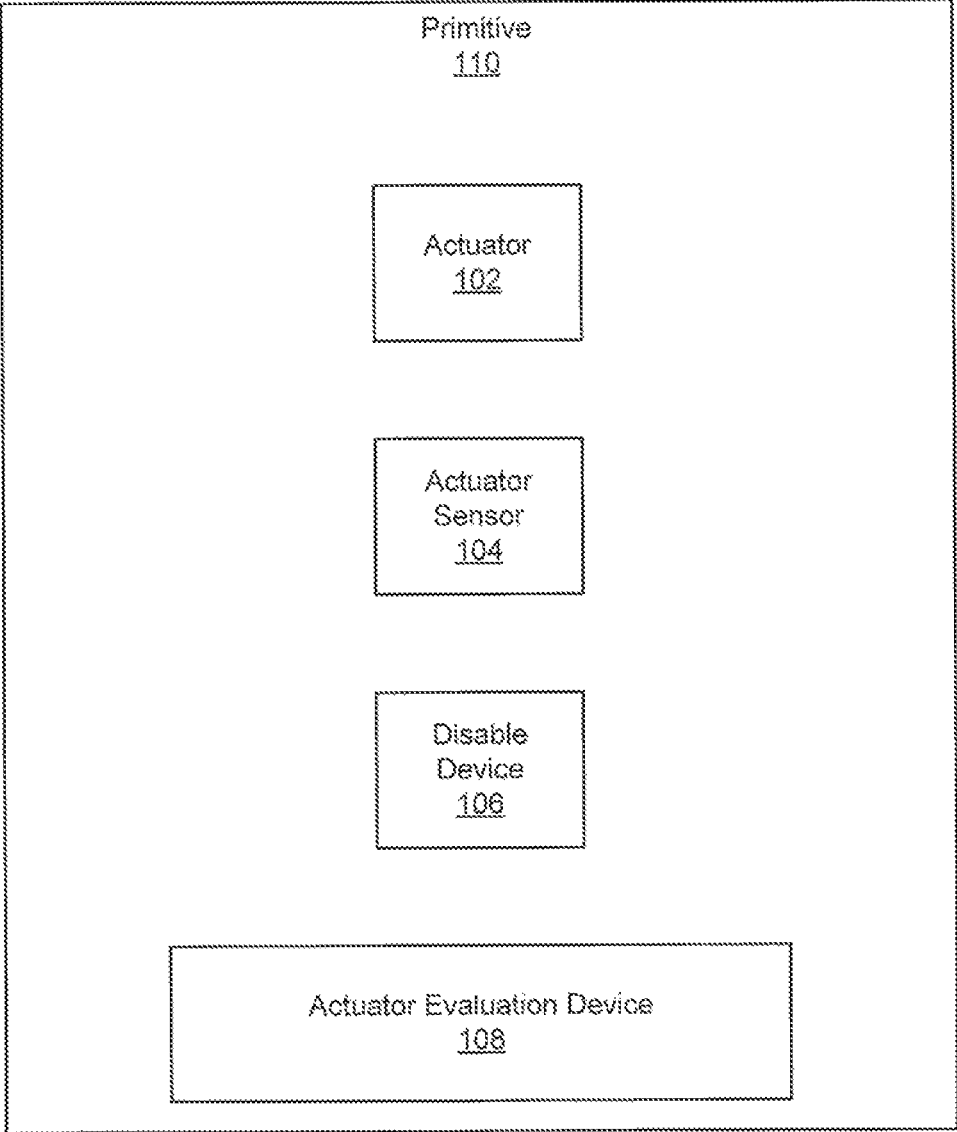 Primitive
110
Actuator
102
Actuator
Sensor
104
Disable
Device
106
Actuator Evaluation Device
108